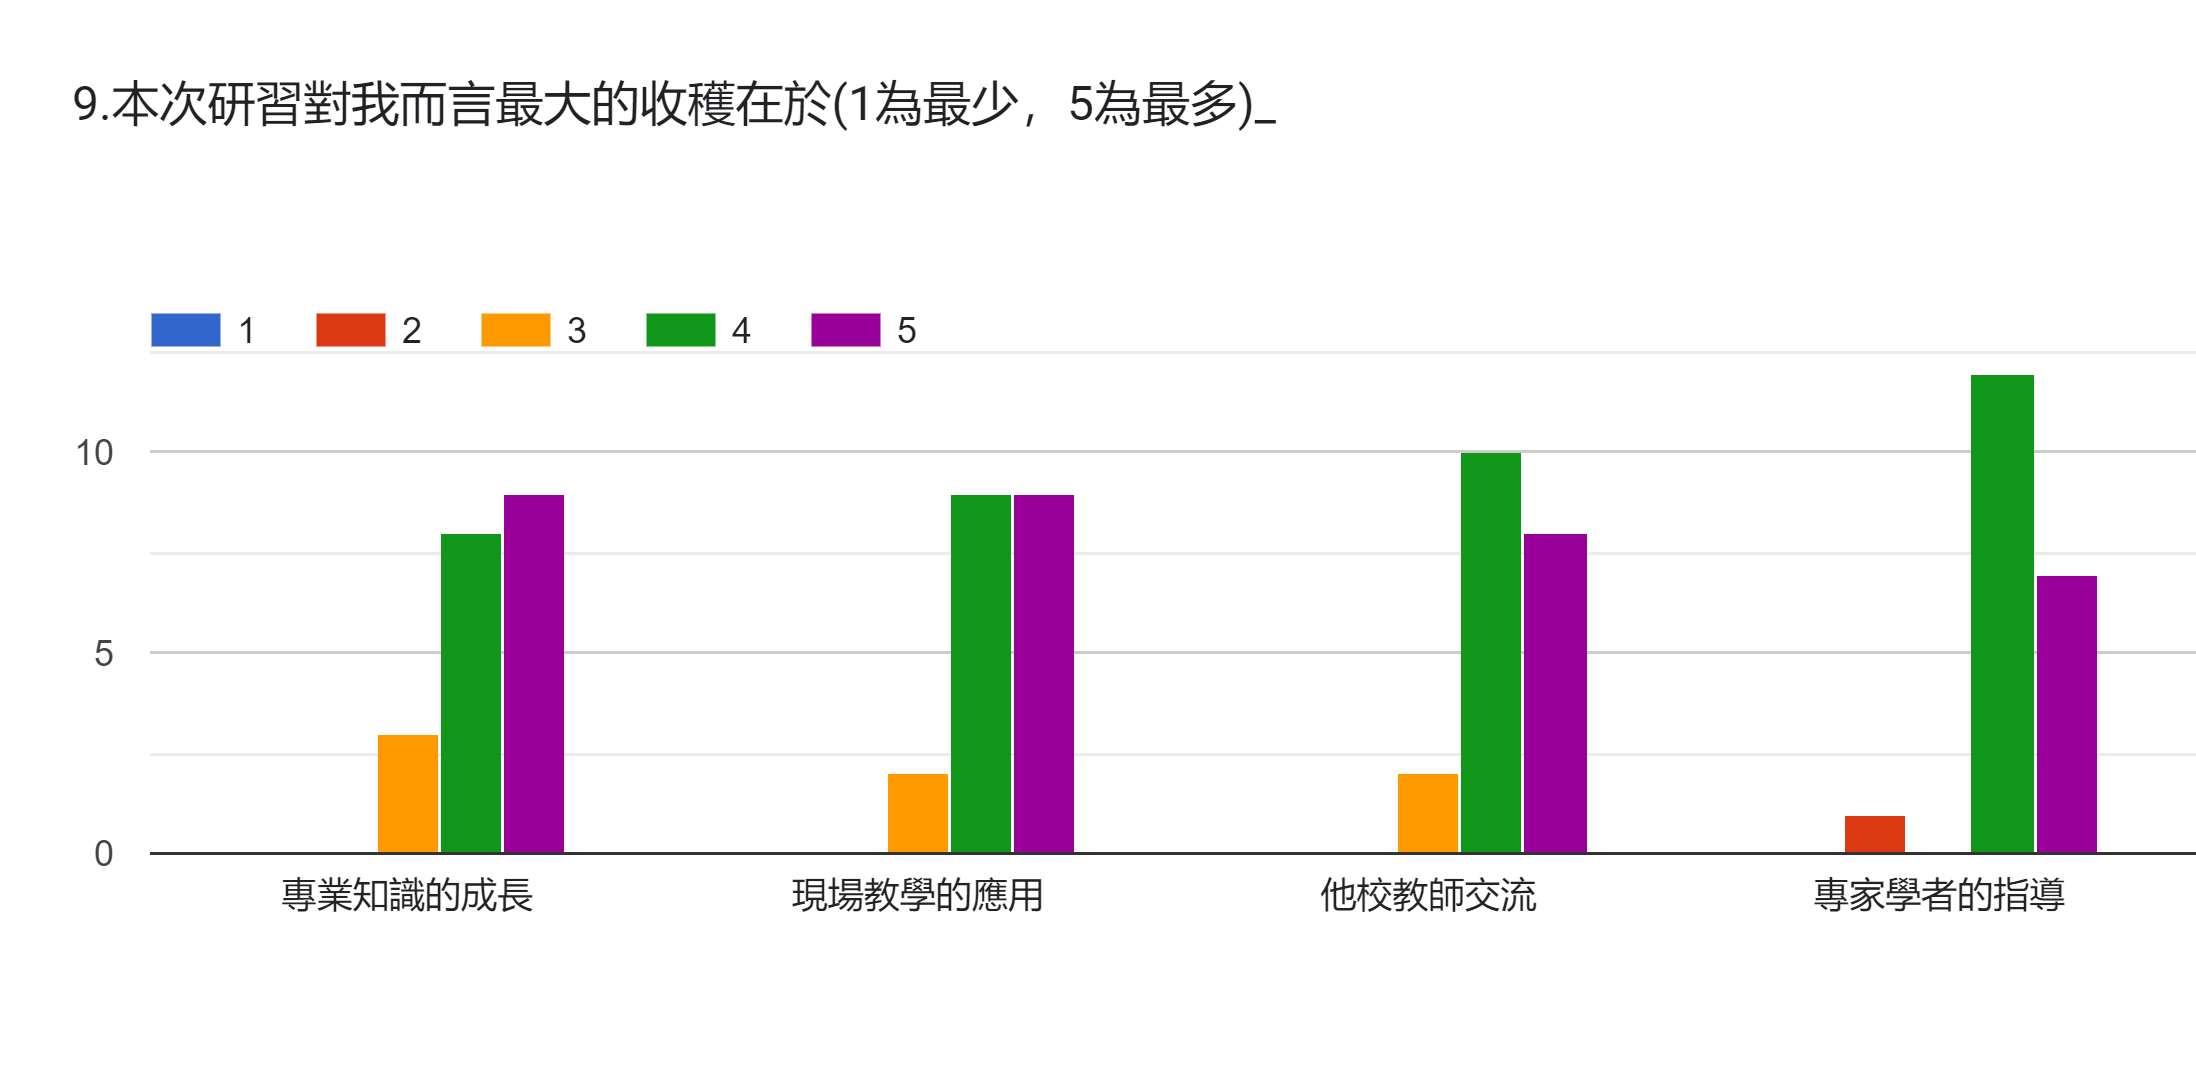 9.本次研習對我而言最大的收穫在於(1為最少，5為最多)_
1 2 3 4 5
10
5
0
專業知識的成長 現場教學的應用 他校教師交流 專家學者的指導